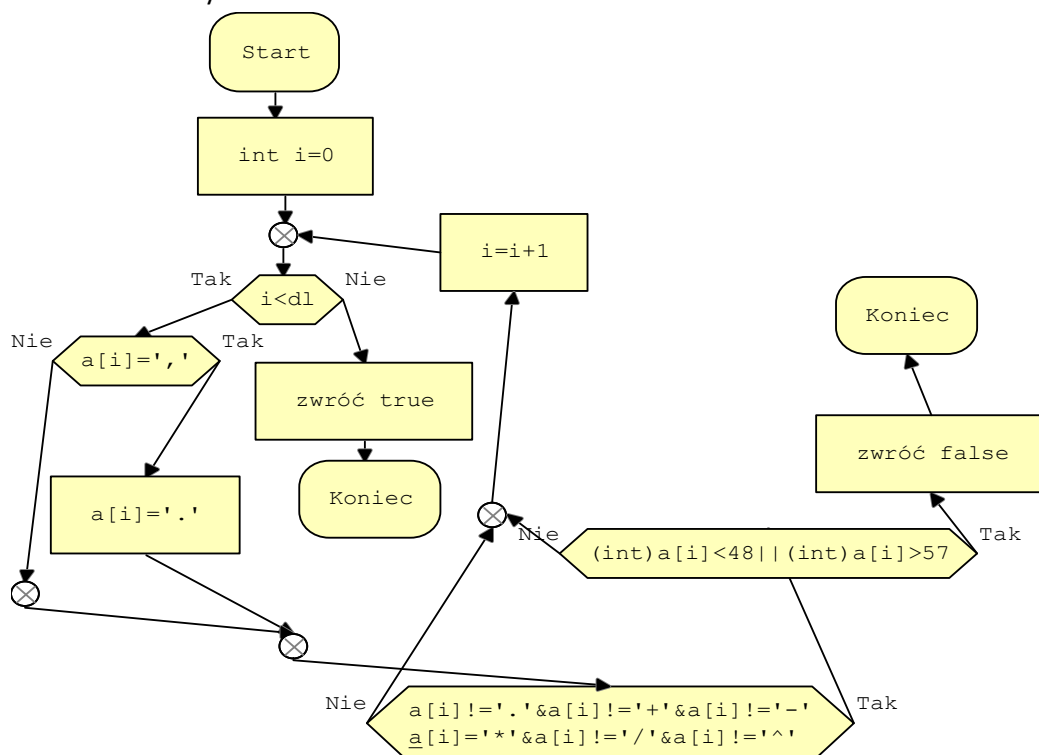 Start
int i=0
i=i+1
Tak
Nie
i<dl
Koniec
Nie
Tak
a[i]=','
zwróć true
zwróć false
Koniec
a[i]='.'
Nie
Tak
(int)a[i]<48||(int)a[i]>57
Nie
Tak
a[i]!='.'&a[i]!='+'&a[i]!='-'
a[i]='*'&a[i]!='/'&a[i]!='^'